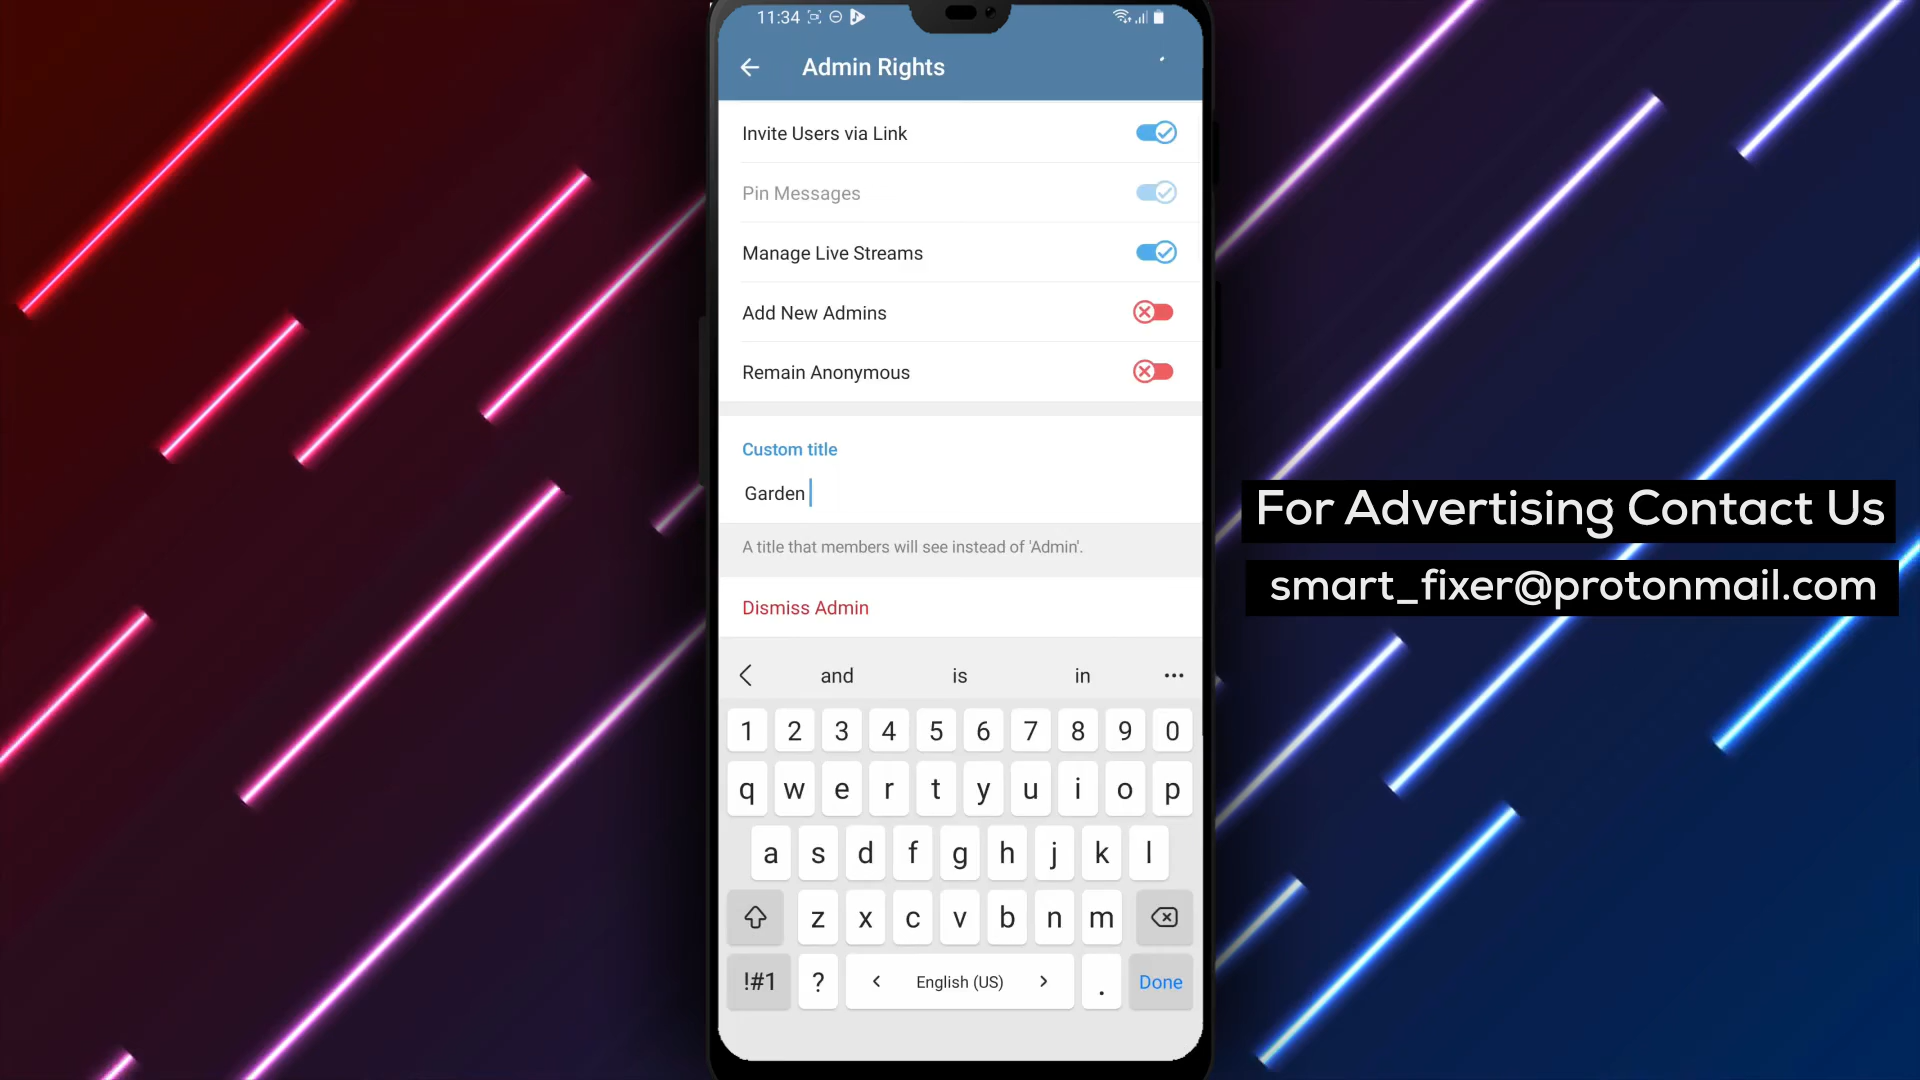 11:34
Admin Rights
Invite Users via Link
Pin Messages
Manage Live Streams
Add New Admins
Remain Anonymous
Custom title
Garden
A title that members will see instead of 'Admin'.
Dismiss Admin
and is in
1 2 3 4 5 6 7 8 9 0
q w e r t y u i o p
a s d f g h j k l
z x c v b n m
!#1 ? < English (US) > . Done
For Advertising Contact Us
smart_fixer@protonmail.com